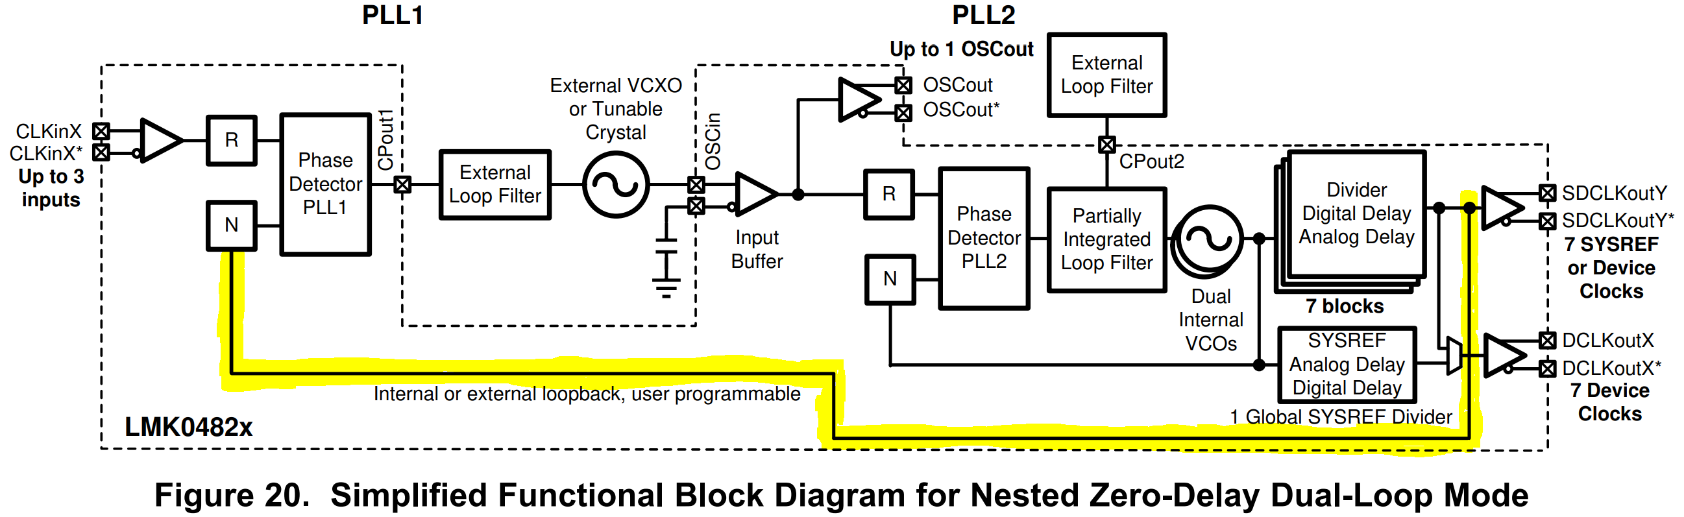 PLL1
PLL2
Up to 1 OSCout
External
Loop Filter
OSCout
OSCout*
CPout2
External VCXO
or Tunable
Crystal
CLKinX
CLKinX*
Up to 3
inputs
R
N
Phase
Detector
PLL1
CPout1
External
Loop Filter
OSCin
Input
Buffer
R
N
Phase
Detector
PLL2
Partially
Integrated
Loop Filter
Dual
Internal
VCOs
Divider
Digital Delay
Analog Delay
7 blocks
SYSREF
Analog Delay
Digital Delay
1 Global SYSREF Divider
SDCLKoutY
SDCLKoutY*
7 SYSREF
or Device
Clocks
DCLKoutX
DCLKoutX*
7 Device
Clocks
Internal or external loopback, user programmable
LMK0482x
Figure 20. Simplified Functional Block Diagram for Nested Zero-Delay Dual-Loop Mode